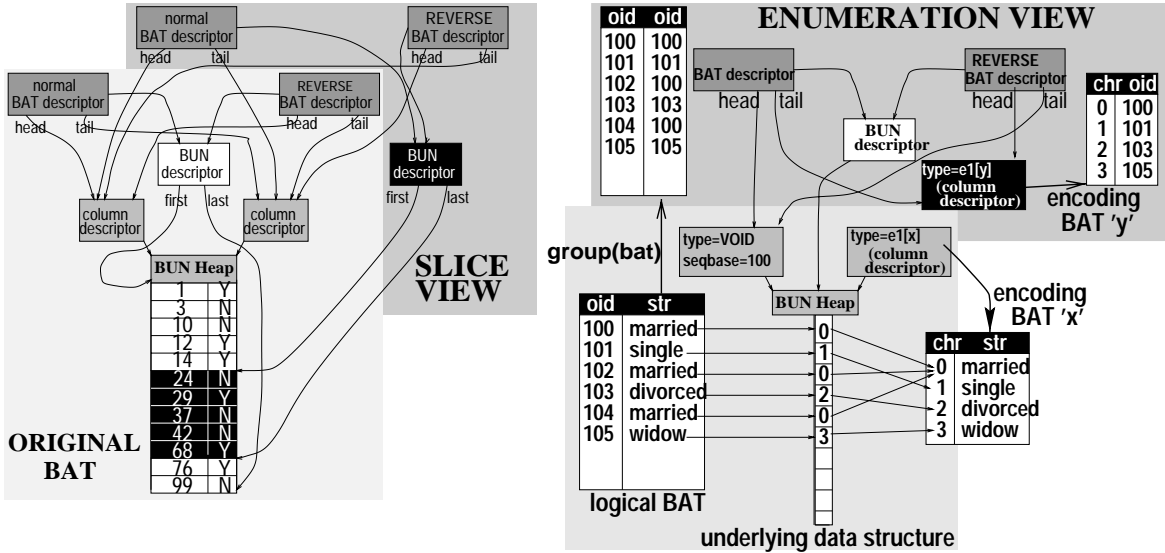 normal
BAT descriptor
head tail
REVERSE
BAT descriptor
head tail
normal
BAT descriptor
head tail
REVERSE
BAT descriptor
head tail
BUN
descriptor
first last
BUN
descriptor
first last
column
descriptor
column
descriptor
SLICE
VIEW
BUN Heap
1 Y
3 N
10 N
12 Y
14 Y
24 N
29 Y
37 N
42 N
68 Y
76 Y
99 N
ORIGINAL
BAT
ENUMERATION VIEW
oid oid
100 100
101 101
102 100
103 103
104 100
105 105
BAT descriptor
head tail
REVERSE
BAT descriptor
head tail
BUN
descriptor
type=e1[y]
(column
descriptor)
chr oid
0 100
1 101
2 103
3 105
encoding
BAT 'y'
group(bat)
type=VOID
seqbase=100
type=e1[x]
(column
descriptor)
BUN Heap
0
1
0
2
0
3
oid str
100 married
101 single
102 married
103 divorced
104 married
105 widow
logical BAT
encoding
BAT 'x'
chr str
0 married
1 single
2 divorced
3 widow
underlying data structure